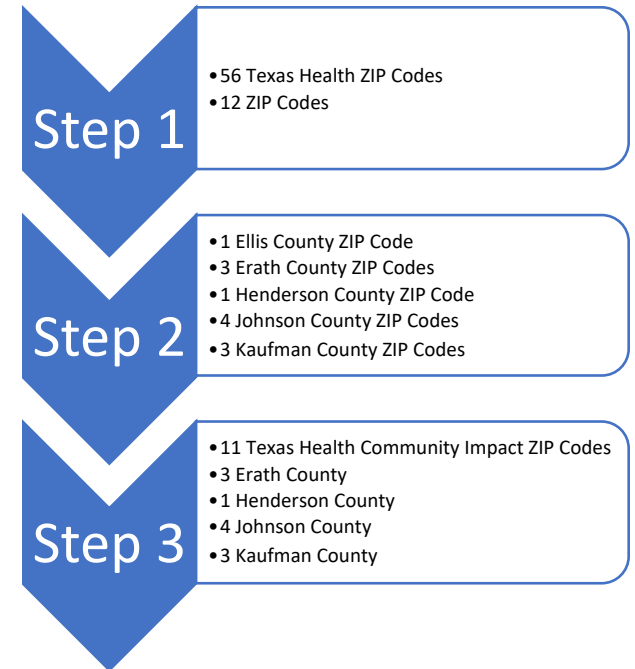 Step 1
•56 Texas Health ZIP Codes
•12 ZIP Codes
Step 2
•1 Ellis County ZIP Code
•3 Erath County ZIP Codes
•1 Henderson County ZIP Code
•4 Johnson County ZIP Codes
•3 Kaufman County ZIP Codes
Step 3
•11 Texas Health Community Impact ZIP Codes
•3 Erath County
•1 Henderson County
•4 Johnson County
•3 Kaufman County